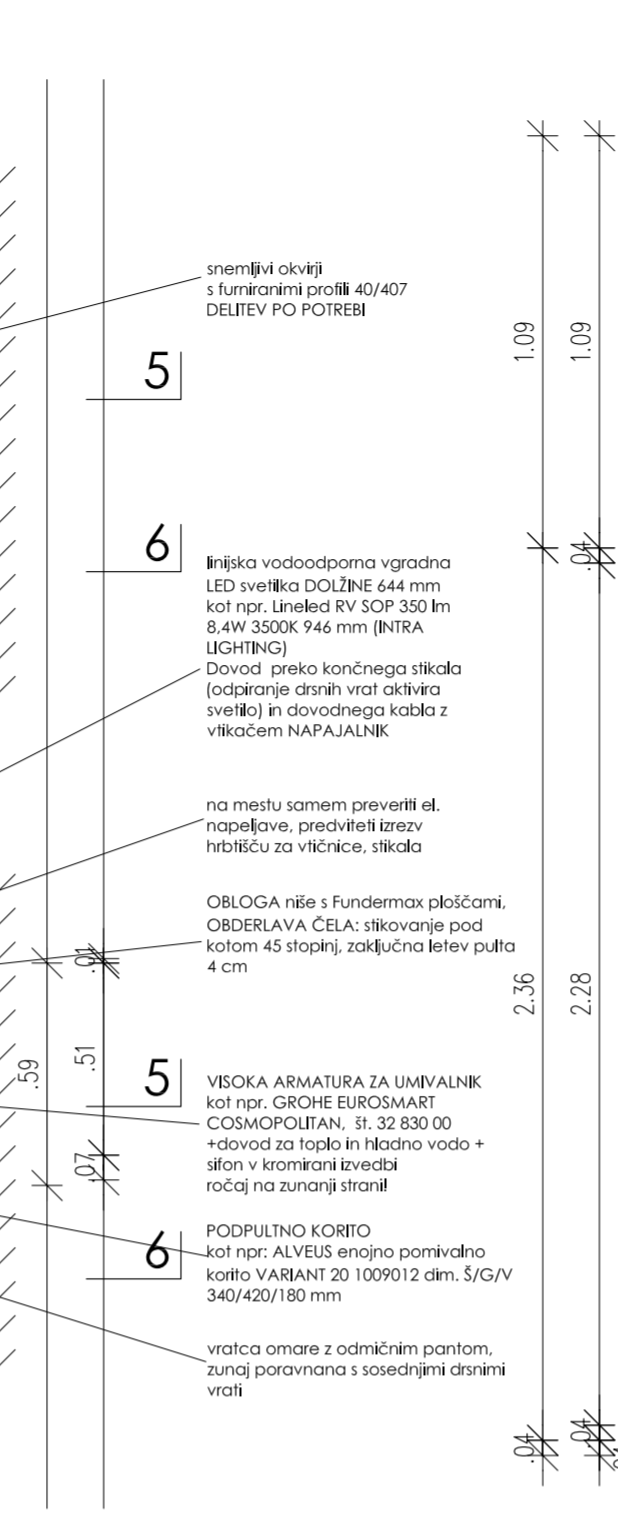 snemljivi okvirji
s furniranimi profili 40/407
DELITEV PO POTREBI
1.09
1.09
5
6
.04
linijska vodoodporna vgradna
LED svetilka DOLŽINE 644 mm
kot npr. Lineled RV SOP 350 lm
8,4W 3500K 946 mm (INTRA
LIGHTING)
Dovod preko končnega stikala
(odpiranje drsnih vrat aktivira
svetilo) in dovodnega kabla z
vtikačem NAPAJALNIK
na mestu samem preveriti el.
napeljave, predviteti izrezv
hrbtišču za vtičnice, stikala
OBLOGA niše s Fundermax ploščami,
OBDERLAVA ČELA: stikovanje pod
kotom 45 stopinj, zaključna letev pulta
4 cm
.01
2.36
2.28
.59
.51
5
VISOKA ARMATURA ZA UMIVALNIK
kot npr. GROHE EUROSMART
COSMOPOLITAN, št. 32 830 00
+dovod za toplo in hladno vodo +
sifon v kromirani izvedbi
ročaj na zunanji strani!
.07
6
PODPULTNO KORITO
kot npr: ALVEUS enojno pomivalno
korito VARIANT 20 1009012 dim. Š/G/V
340/420/180 mm
vratca omare z odmičnim pantom,
zunaj poravnana s sosednjimi drsnimi
vrati
.04
.04